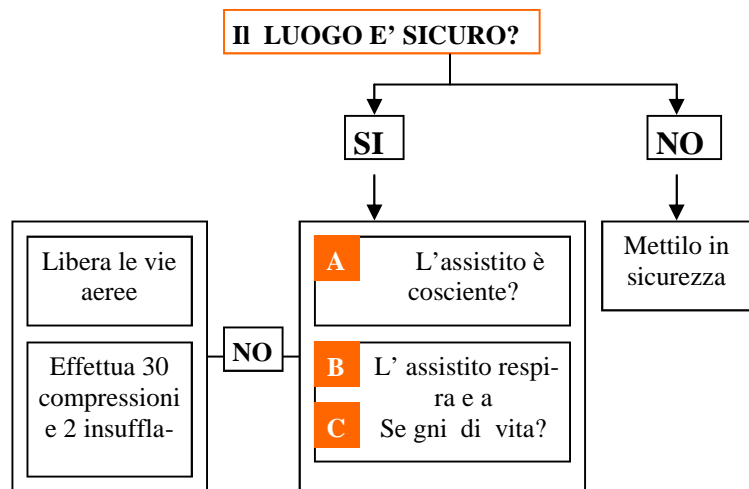 Il LUOGO E’ SICURO?
SI
NO
Libera le vie
aeree
A
L’assistito è
cosciente?
Mettilo in
sicurezza
NO
Effettua 30
compressioni
e 2 insuffla-
B
L’ assistito respi-
ra e a
C
Se gni di vita?